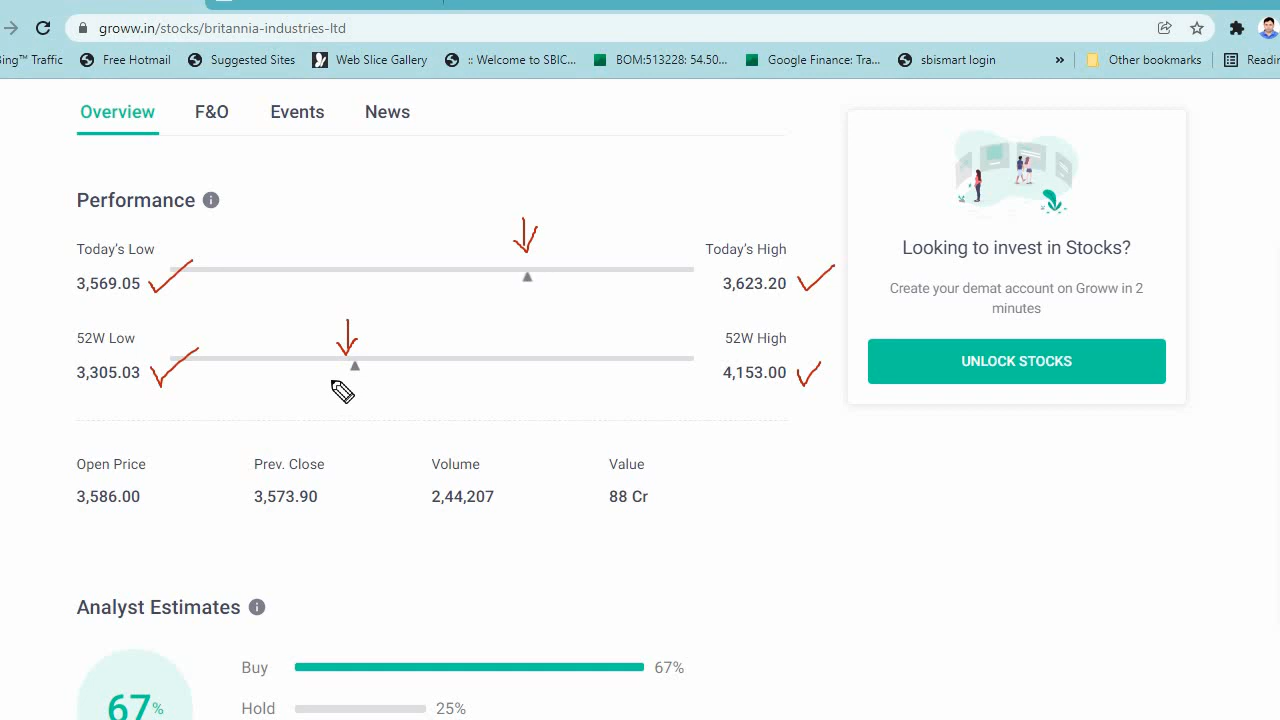 groww.in/stocks/britannia-industries-ltd
ing™ Traffic Free Hotmail Suggested Sites Web Slice Gallery :: Welcome to SBIC... BOM:513228: 54.50... Google Finance: Tra... sbismart login » Other bookmarks Readin
Overview F&O Events News
Performance
Today's Low Today's High
3,569.05 3,623.20
52W Low 52W High
3,305.03 4,153.00
Open Price Prev. Close Volume Value
3,586.00 3,573.90 2,44,207 88 Cr
Analyst Estimates
Buy 67%
67% Hold 25%
Looking to invest in Stocks?
Create your demat account on Groww in 2
minutes
UNLOCK STOCKS